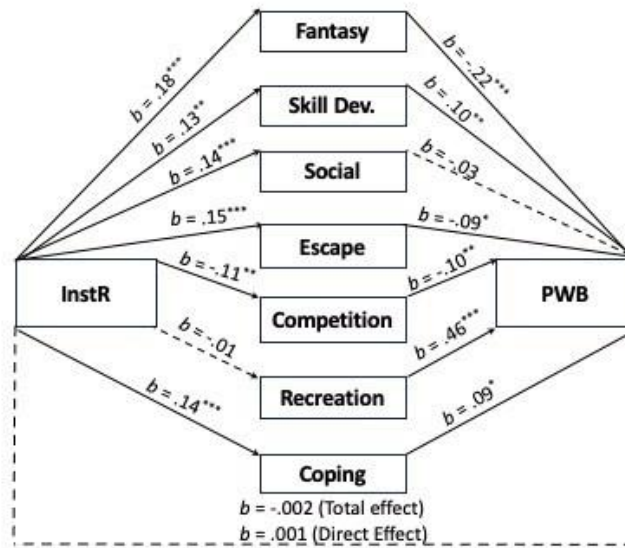 Fantasy
b = .18***
b = -.22***
Skill Dev.
b = .13**
b = .10**
Social
b = .14***
b = -.03
Escape
b = .15***
b = -.09*
InstR
PWB
b = -.11**
b = -.10**
Competition
b = -.01
b = .46***
Recreation
b = .14***
b = .09*
Coping
b = -.002 (Total effect)
b = .001 (Direct Effect)